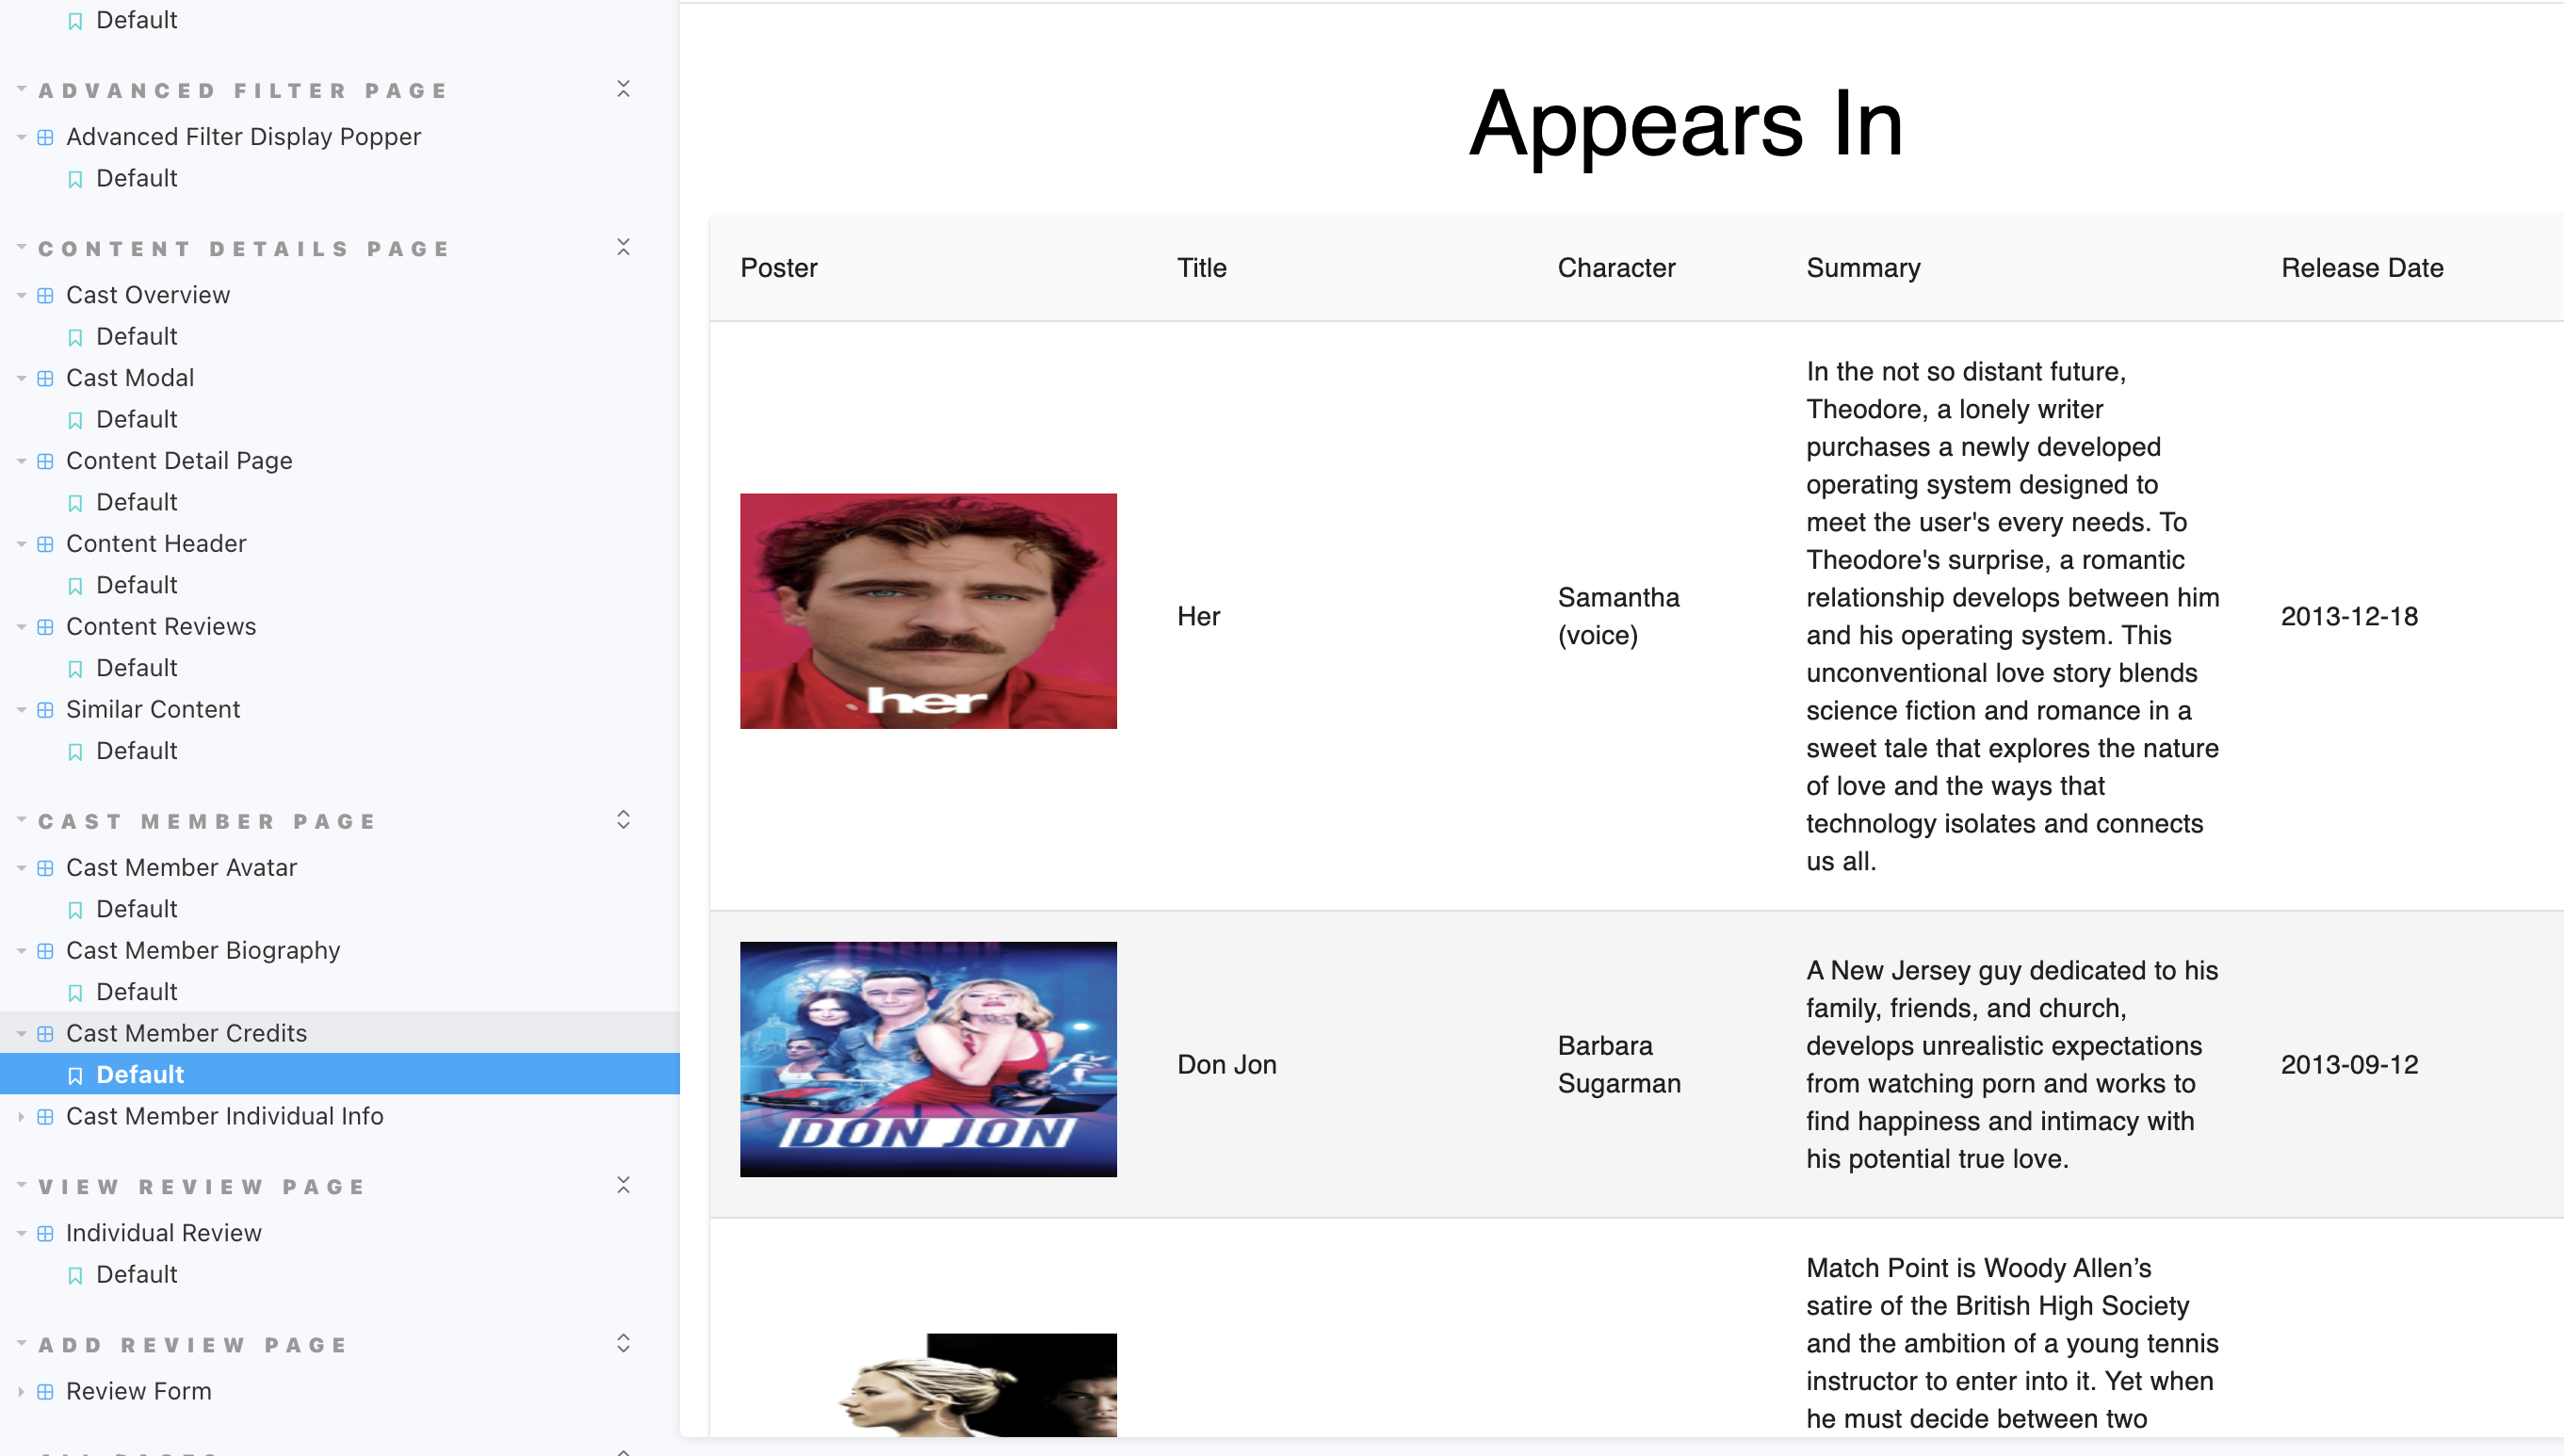 Default
ADVANCED FILTER PAGE
Advanced Filter Display Popper
Default
CONTENT DETAILS PAGE
Cast Overview
Default
Cast Modal
Default
Content Detail Page
Default
Content Header
Default
Content Reviews
Default
Similar Content
Default
CAST MEMBER PAGE
Cast Member Avatar
Default
Cast Member Biography
Default
Cast Member Credits
Default
Cast Member Individual Info
VIEW REVIEW PAGE
Individual Review
Default
ADD REVIEW PAGE
Review Form
Appears In
Poster
Title
Character
Summary
Release Date
her
Her
Samantha
(voice)
In the not so distant future,
Theodore, a lonely writer
purchases a newly developed
operating system designed to
meet the user's every needs. To
Theodore's surprise, a romantic
relationship develops between him
and his operating system. This
unconventional love story blends
science fiction and romance in a
sweet tale that explores the nature
of love and the ways that
technology isolates and connects
us all.
2013-12-18
DON JON
Don Jon
Barbara
Sugarman
A New Jersey guy dedicated to his
family, friends, and church,
develops unrealistic expectations
from watching porn and works to
find happiness and intimacy with
his potential true love.
2013-09-12
Match Point is Woody Allen’s
satire of the British High Society
and the ambition of a young tennis
instructor to enter into it. Yet when
he must decide between two